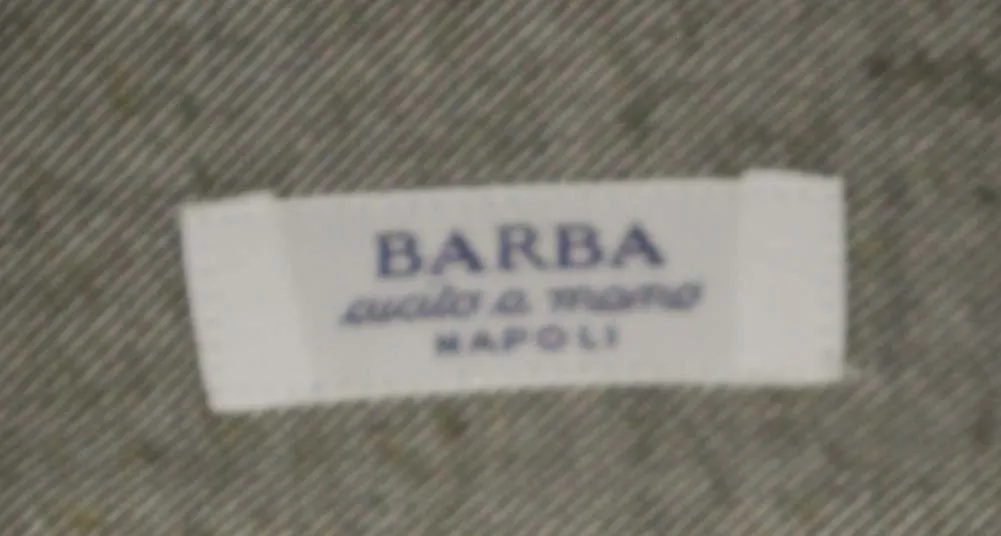 BARBA
cucito a mano
NAPOLI